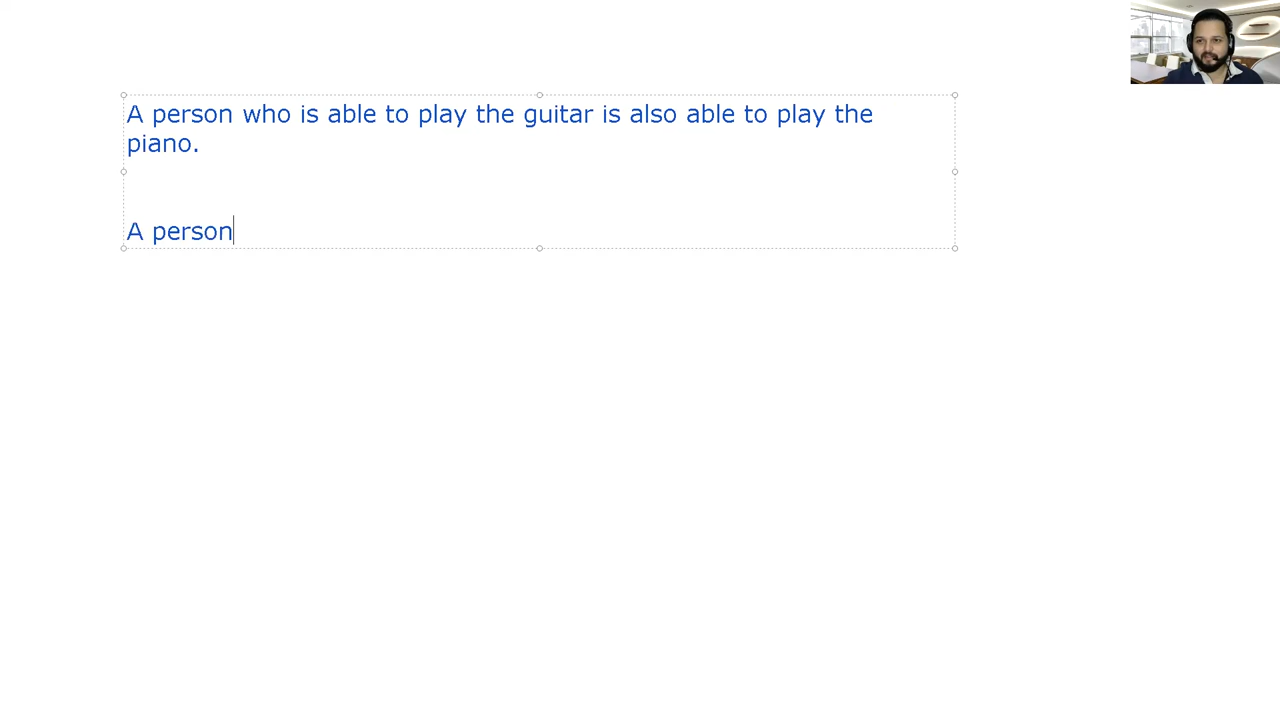 A person who is able to play the guitar is also able to play the
piano.
A person